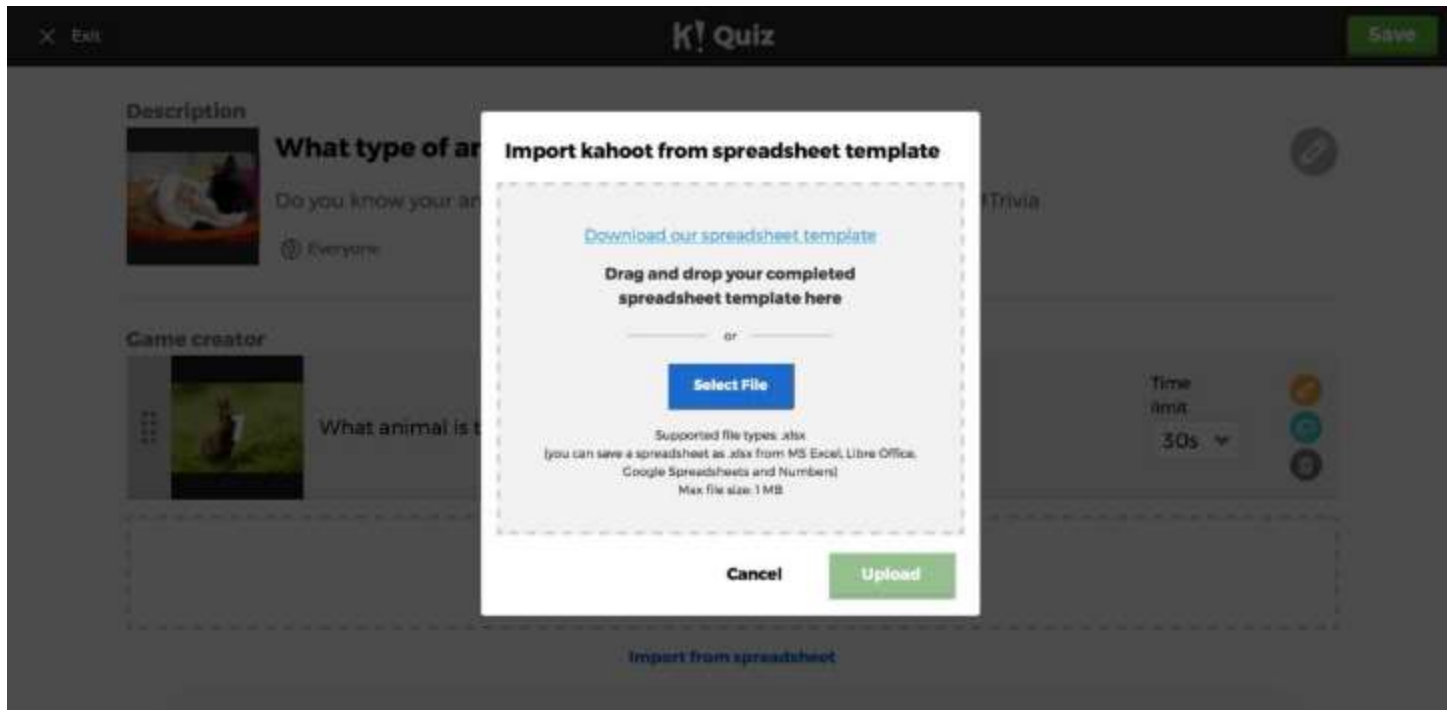 Exit
K! Quiz
Save
Description
What type of an
Do you know your an
#Trivia
Everyone
Import kahoot from spreadsheet template
Download our spreadsheet template
Drag and drop your completed
spreadsheet template here
or
Select File
Supported file types: .xlsx
(you can save a spreadsheet as .xlsx from MS Excel, Libre Office,
Google Spreadsheets and Numbers)
Max file size: 1 MB
Cancel
Upload
Game creator
What animal is t
Time
limit
30s
Import from spreadsheet